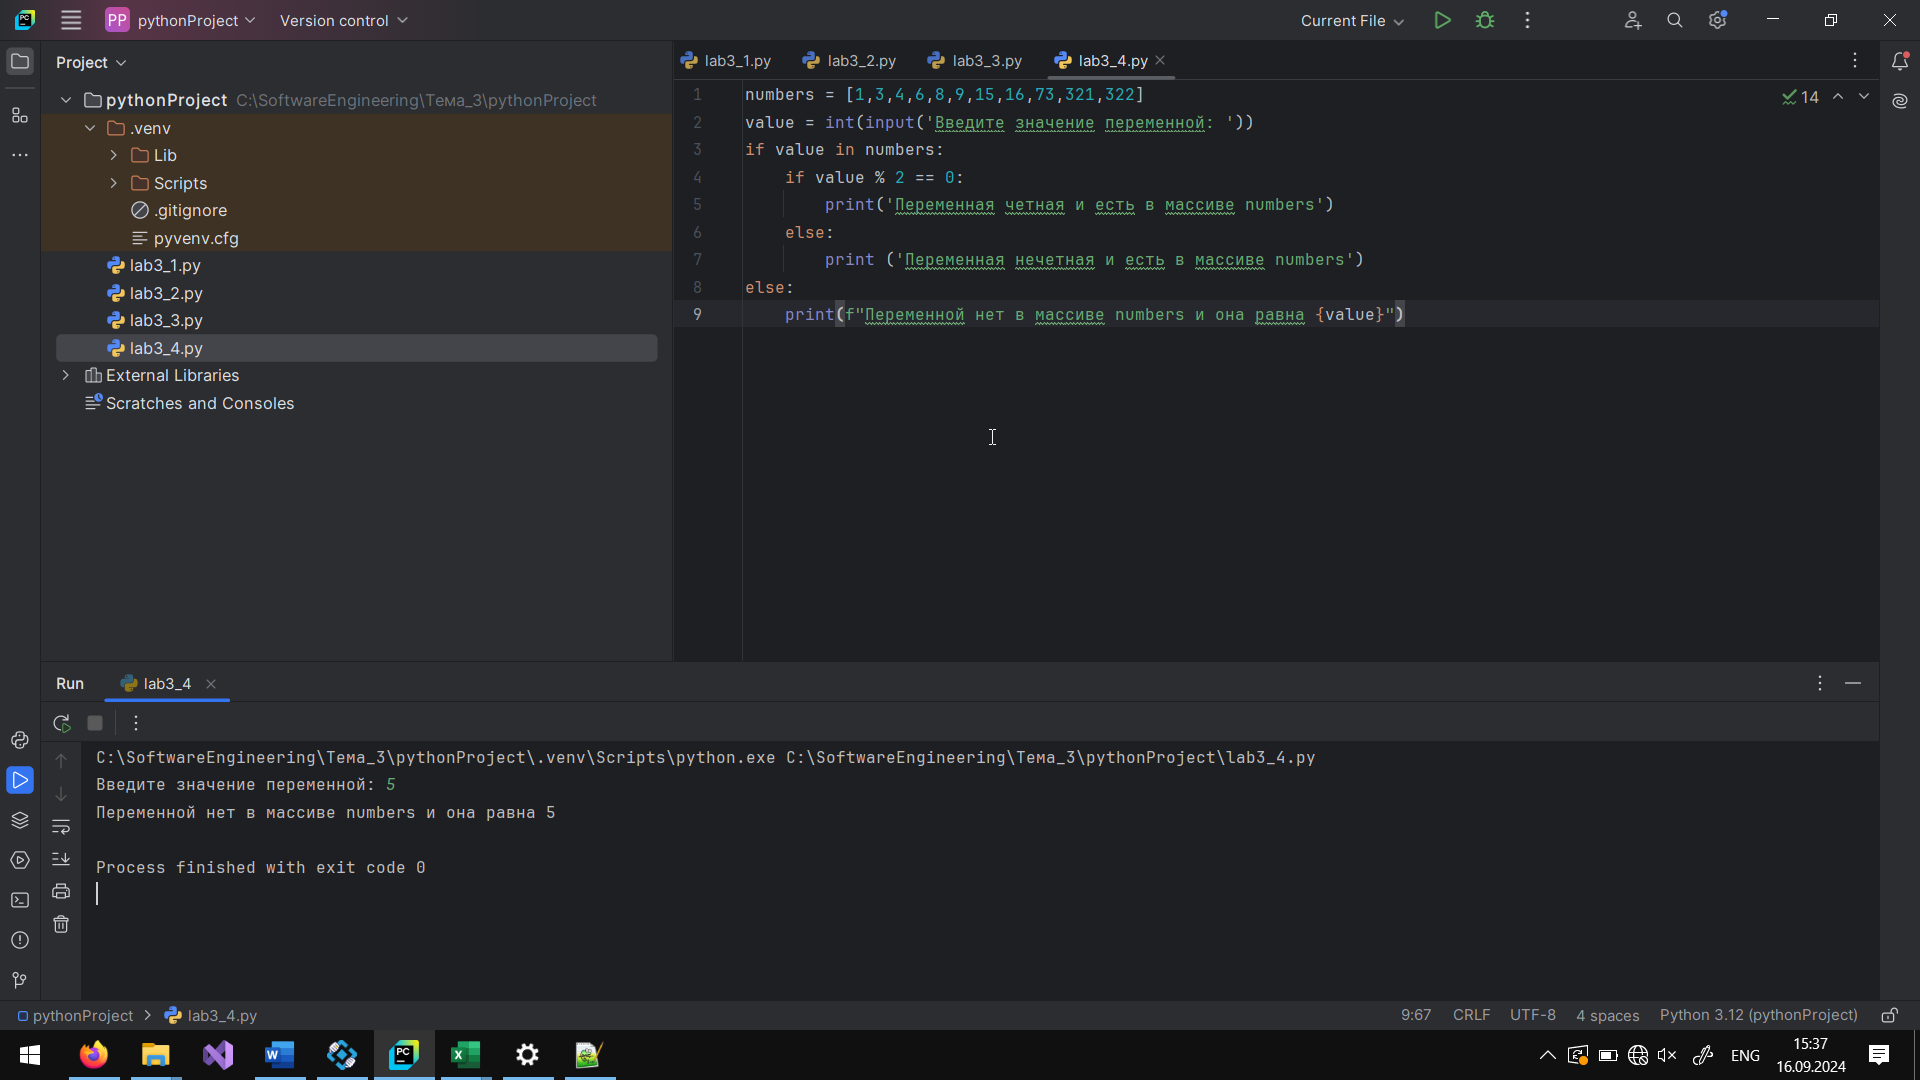 PP pythonProject Version control Current File
Project
lab3_1.py lab3_2.py lab3_3.py lab3_4.py
pythonProject C:\SoftwareEngineering\Тема_3\pythonProject
.venv
Lib
Scripts
.gitignore
pyvenv.cfg
lab3_1.py
lab3_2.py
lab3_3.py
lab3_4.py
External Libraries
Scratches and Consoles
14
1 numbers = [1,3,4,6,8,9,15,16,73,321,322]
2 value = int(input('Введите значение переменной: '))
3 if value in numbers:
4 if value % 2 == 0:
5 print('Переменная четная и есть в массиве numbers')
6 else:
7 print ('Переменная нечетная и есть в массиве numbers')
8 else:
9 print(f"Переменной нет в массиве numbers и она равна {value}")
Run lab3_4
C:\SoftwareEngineering\Тема_3\pythonProject\.venv\Scripts\python.exe C:\SoftwareEngineering\Тема_3\pythonProject\lab3_4.py
Введите значение переменной: 5
Переменной нет в массиве numbers и она равна 5
Process finished with exit code 0
pythonProject > lab3_4.py 9:67 CRLF UTF-8 4 spaces Python 3.12 (pythonProject)
ENG
15:37
16.09.2024